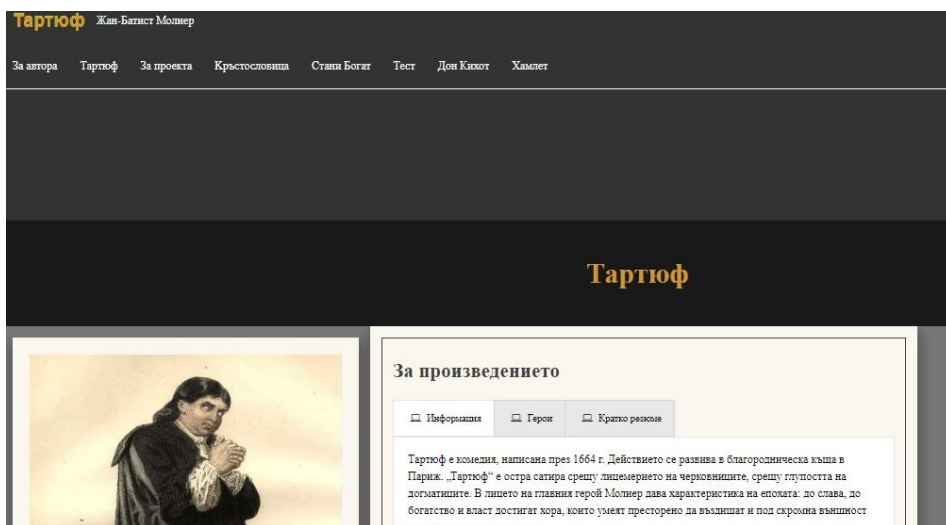 Тартюф Жан-Батист Молиер
За автора Тартюф За проекта Кръстословица Стани Богат Тест Дон Кихот Хамлет
Тартюф
За произведението
Информация Герои Кратко резюме
Тартюф е комедия, написана през 1664 г. Действието се развива в благородническа къща в
Париж. „Тартюф“ е остра сатира срещу лицемерието на черковниците, срещу глупостта на
догматиците. В лицето на главния герой Молиер дава характеристика на епохата: до слава, до
богатство и власт достигат хора, които умеят престорено да въздишат и под скромна външност